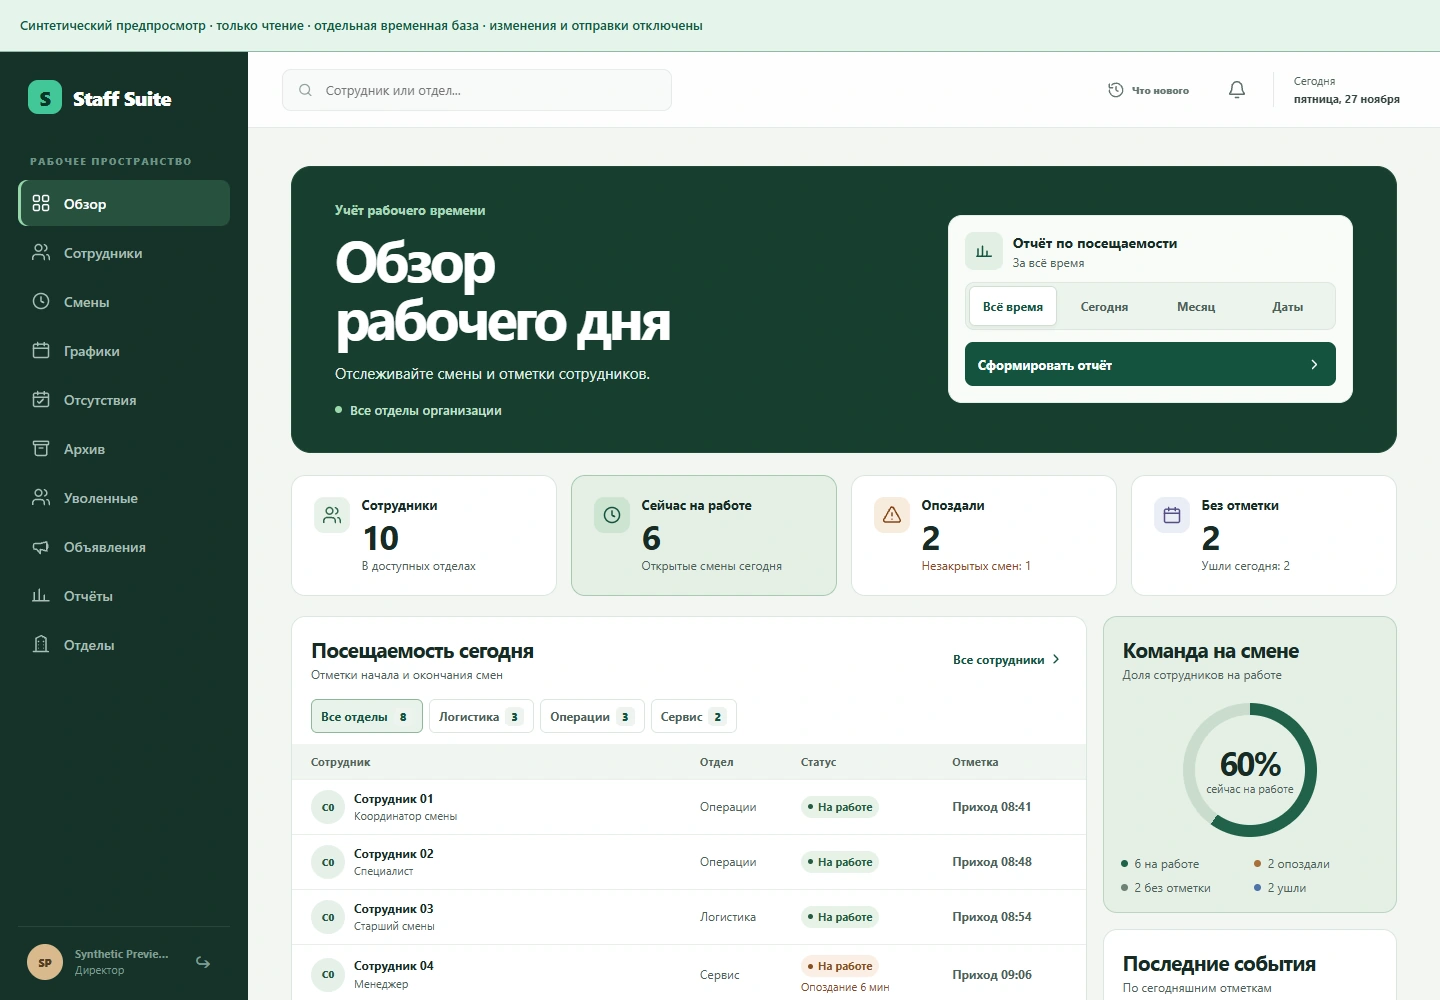 Синтетический предпросмотр · только чтение · отдельная временная база · изменения и отправки отключены
S Staff Suite
РАБОЧЕЕ ПРОСТРАНСТВО
Обзор
Сотрудники
Смены
Графики
Отсутствия
Архив
Уволенные
Объявления
Отчёты
Отделы
SP
Synthetic Previe...
Директор
Сотрудник или отдел...
Что нового
Сегодня
пятница, 27 ноября
Учёт рабочего времени
Обзор
рабочего дня
Отслеживайте смены и отметки сотрудников.
Все отделы организации
Отчёт по посещаемости
За всё время
Всё время Сегодня Месяц Даты
Сформировать отчёт
Сотрудники
10
В доступных отделах
Сейчас на работе
6
Открытые смены сегодня
Опоздали
2
Незакрытых смен: 1
Без отметки
2
Ушли сегодня: 2
Посещаемость сегодня
Отметки начала и окончания смен
Все сотрудники
Все отделы 8 Логистика 3 Операции 3 Сервис 2
Сотрудник Отдел Статус Отметка
С0 Сотрудник 01 Операции На работе Приход 08:41
Координатор смены
С0 Сотрудник 02 Операции На работе Приход 08:48
Специалист
С0 Сотрудник 03 Логистика На работе Приход 08:54
Старший смены
С0 Сотрудник 04 Сервис На работе Приход 09:06
Менеджер Опоздание 6 мин
Команда на смене
Доля сотрудников на работе
60%
сейчас на работе
6 на работе 2 опоздали
2 без отметки 2 ушли
Последние события
По сегодняшним отметкам